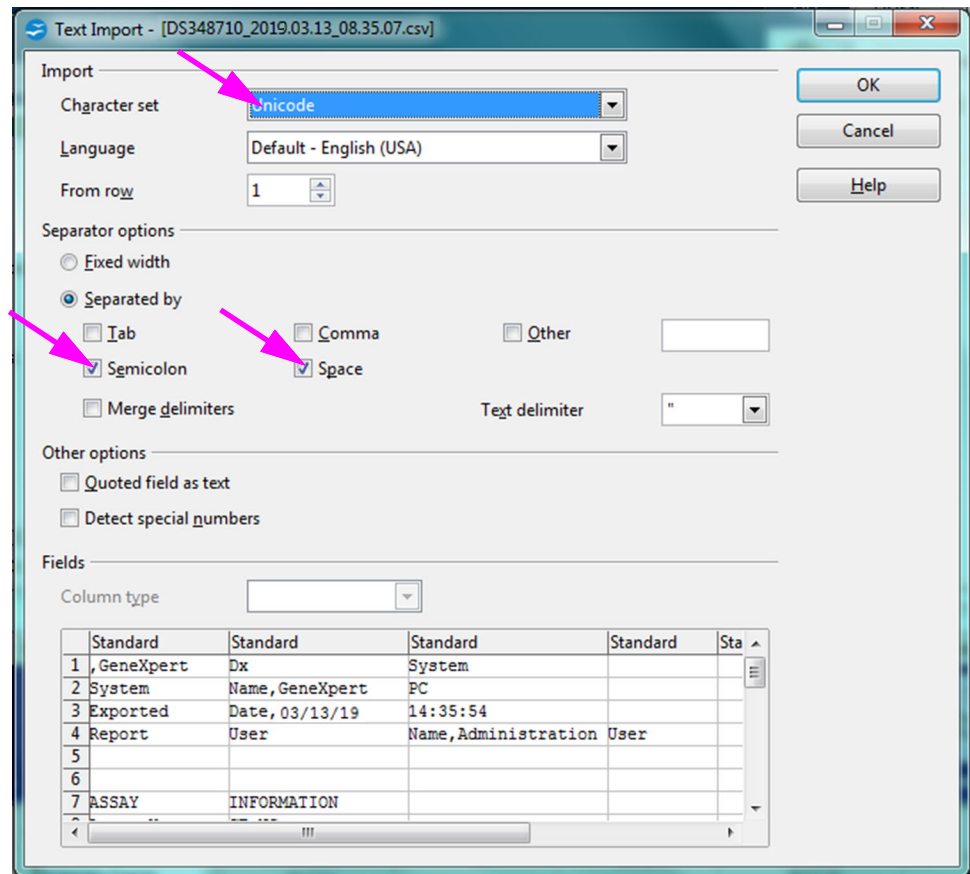 Text Import - [DS348710_2019.03.13_08.35.07.csv]
Import
OK
Character set
Unicode
Cancel
Language
Default - English (USA)
From row
1
Help
Separator options
Fixed width
Separated by
Tab
Comma
Other
Semicolon
Space
Merge delimiters
Text delimiter
"
Other options
Quoted field as text
Detect special numbers
Fields
Column type
Standard Standard Standard Standard Sta
1 ,GeneXpert Dx System
2 System Name,GeneXpert PC
3 Exported Date,03/13/19 14:35:54
4 Report User Name,Administration User
5
6
7 ASSAY INFORMATION